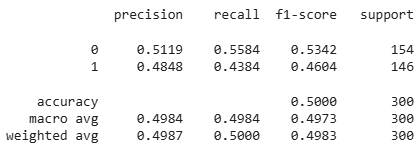 precision recall f1-score support
0 0.5119 0.5584 0.5342 154
1 0.4848 0.4384 0.4604 146
accuracy 0.5000 300
macro avg 0.4984 0.4984 0.4973 300
weighted avg 0.4987 0.5000 0.4983 300